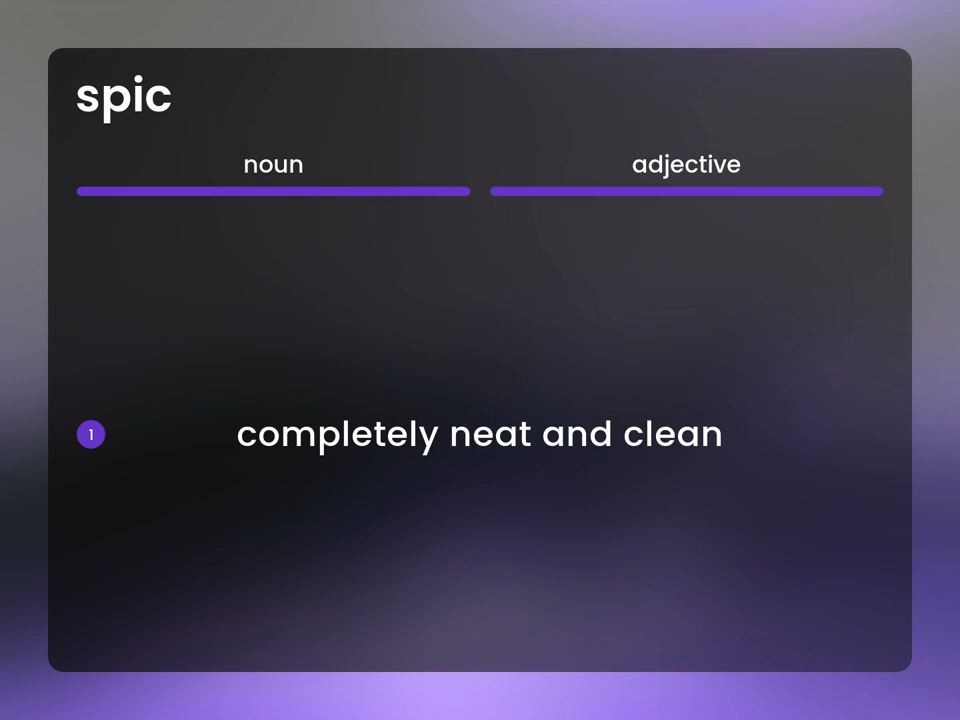 spic
noun
adjective
1
completely neat and clean